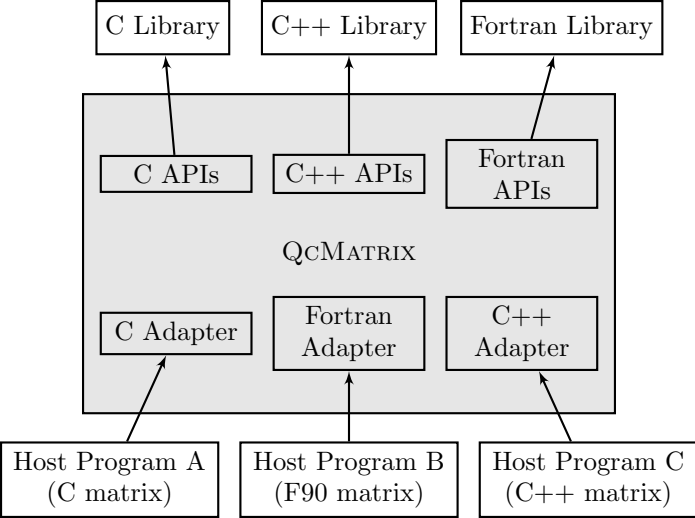 C Library
C++ Library
Fortran Library
C APIs
C++ APIs
Fortran
APIs
QcMatrix
C Adapter
Fortran
Adapter
C++
Adapter
Host Program A
(C matrix)
Host Program B
(F90 matrix)
Host Program C
(C++ matrix)